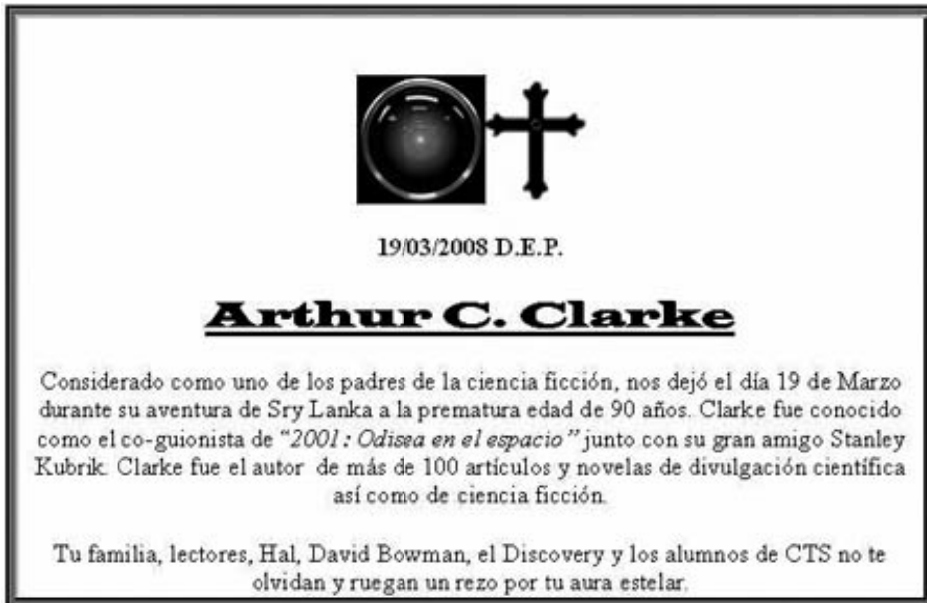 19/03/2008 D.E.P.
Arthur C. Clarke
Considerado como uno de los padres de la ciencia ficción, nos dejó el día 19 de Marzo
durante su aventura de Sry Lanka a la prematura edad de 90 años. Clarke fue conocido
como el co-guionista de “2001: Odisea en el espacio” junto con su gran amigo Stanley
Kubrik. Clarke fue el autor de más de 100 artículos y novelas de divulgación científica
así como de ciencia ficción.
Tu familia, lectores, Hal, David Bowman, el Discovery y los alumnos de CTS no te
olvidan y ruegan un rezo por tu aura estelar.